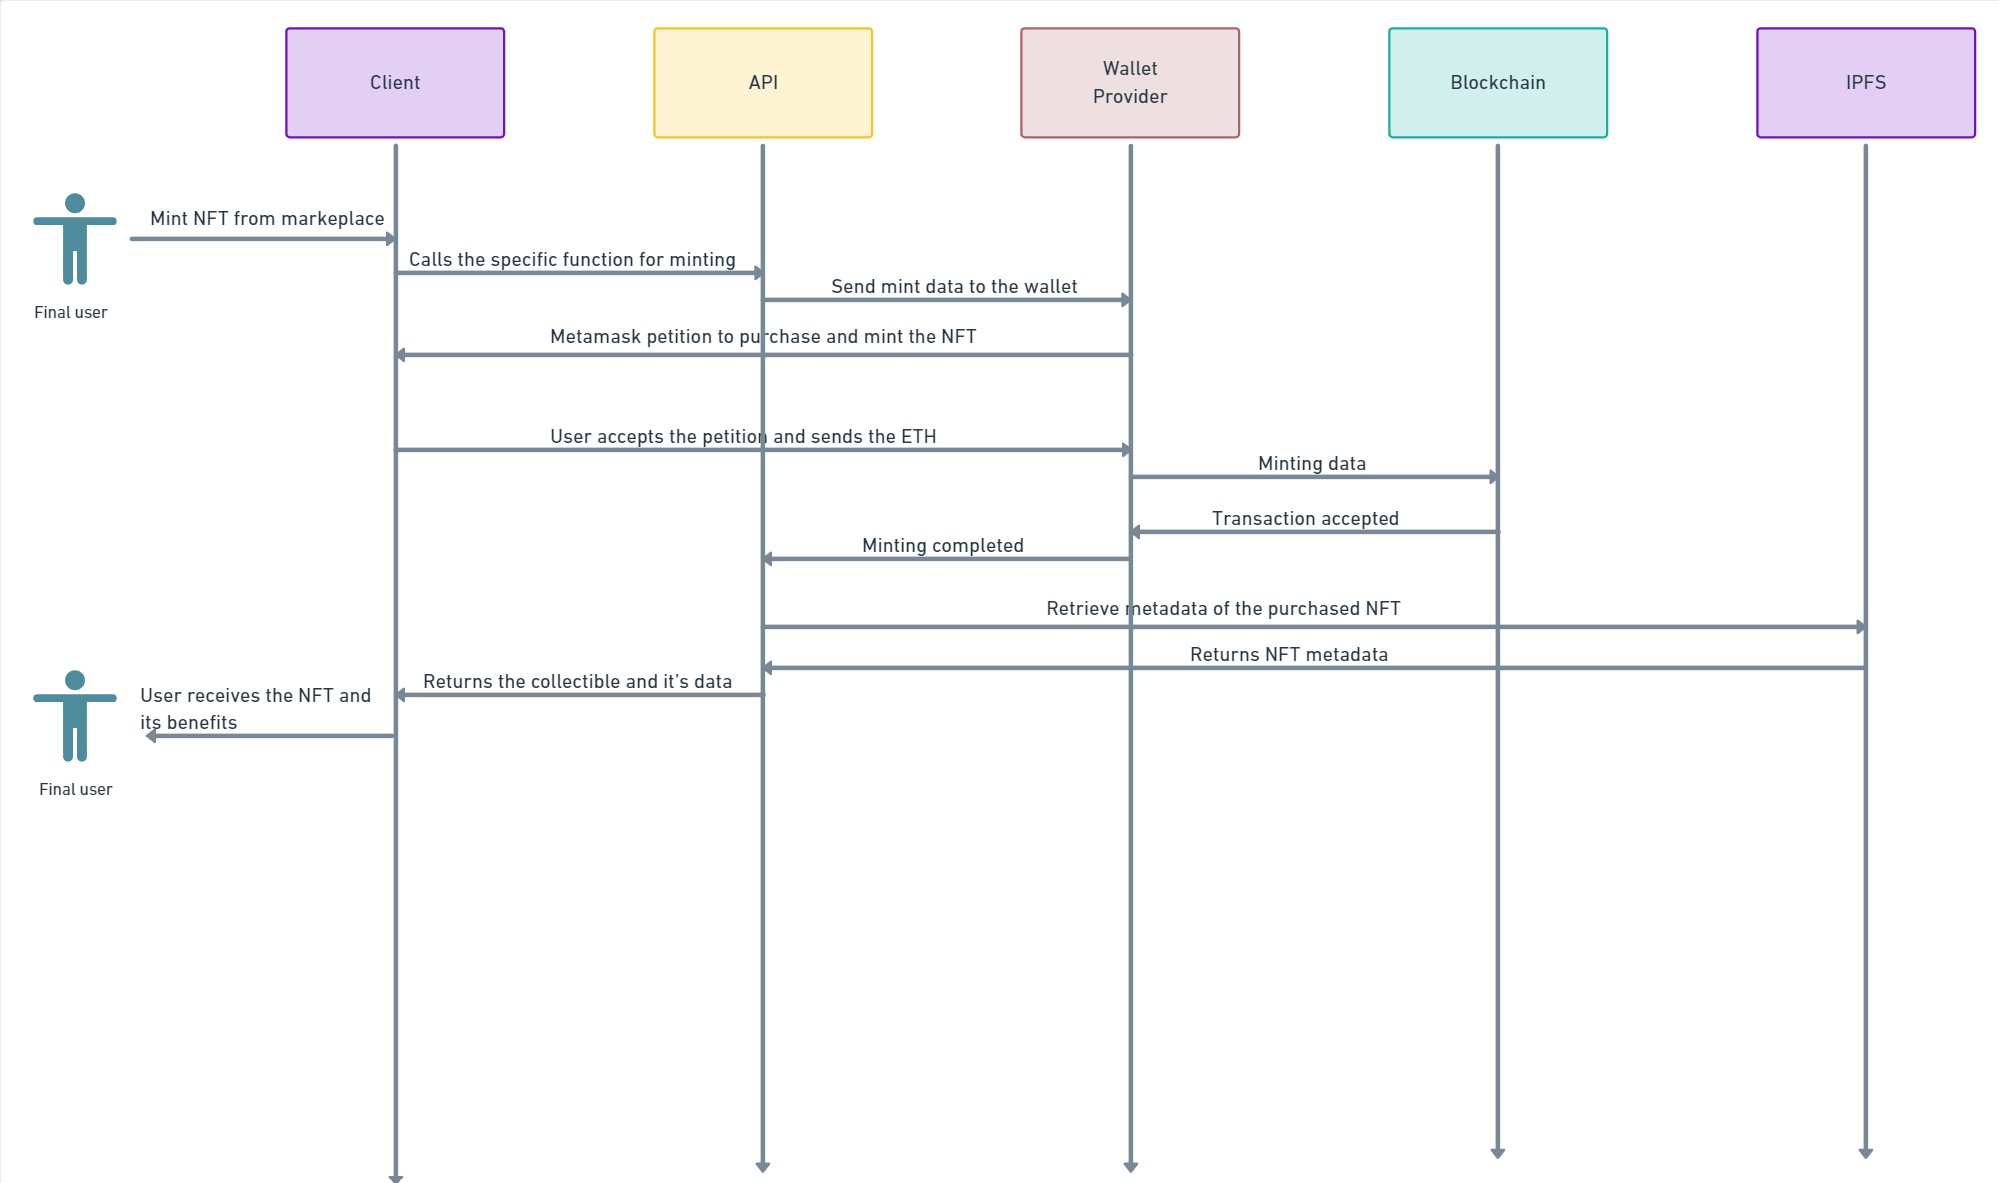 Client
API
Wallet
Provider
Blockchain
IPFS
Mint NFT from markeplace
Calls the specific function for minting
Send mint data to the wallet
Final user
Metamask petition to purchase and mint the NFT
User accepts the petition and sends the ETH
Minting data
Transaction accepted
Minting completed
Retrieve metadata of the purchased NFT
Returns NFT metadata
Returns the collectible and it’s data
User receives the NFT and
its benefits
Final user